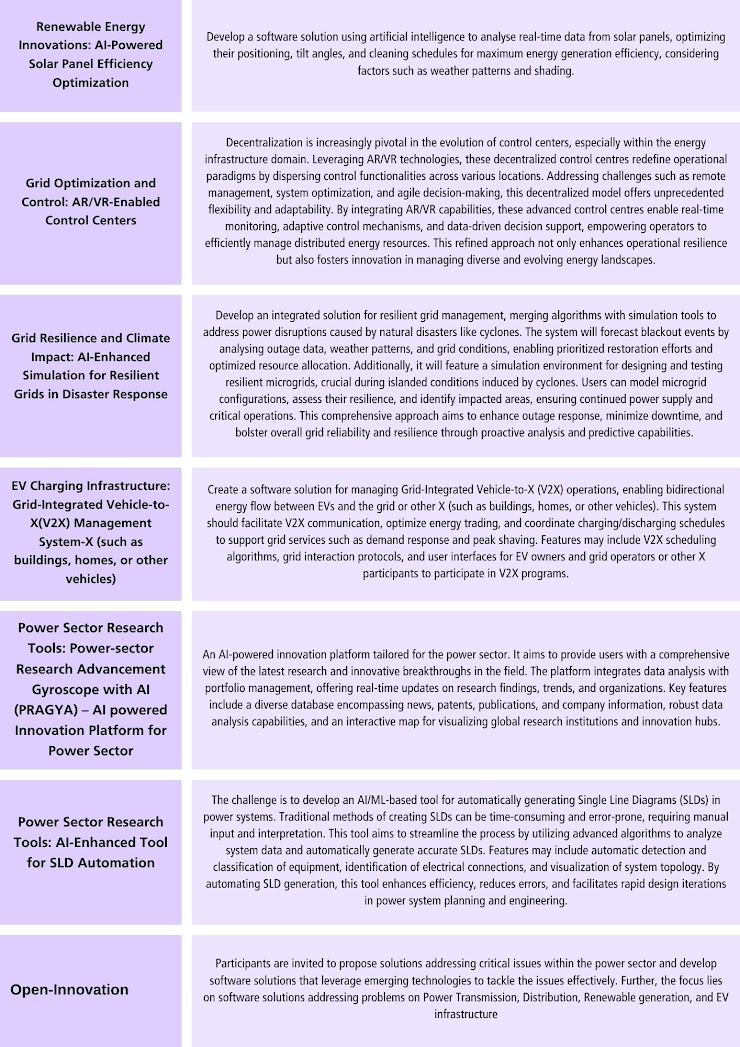 Renewable Energy
Innovations: AI-Powered
Solar Panel Efficiency
Optimization
Develop a software solution using artificial intelligence to analyse real-time data from solar panels, optimizing
their positioning, tilt angles, and cleaning schedules for maximum energy generation efficiency, considering
factors such as weather patterns and shading.
Grid Optimization and
Control: AR/VR-Enabled
Control Centers
Decentralization is increasingly pivotal in the evolution of control centers, especially within the energy
infrastructure domain. Leveraging AR/VR technologies, these decentralized control centres redefine operational
paradigms by dispersing control functionalities across various locations. Addressing challenges such as remote
management, system optimization, and agile decision-making, this decentralized model offers unprecedented
flexibility and adaptability. By integrating AR/VR capabilities, these advanced control centres enable real-time
monitoring, adaptive control mechanisms, and data-driven decision support, empowering operators to
efficiently manage distributed energy resources. This refined approach not only enhances operational resilience
but also fosters innovation in managing diverse and evolving energy landscapes.
Grid Resilience and Climate
Impact: AI-Enhanced
Simulation for Resilient
Grids in Disaster Response
Develop an integrated solution for resilient grid management, merging algorithms with simulation tools to
address power disruptions caused by natural disasters like cyclones. The system will forecast blackout events by
analysing outage data, weather patterns, and grid conditions, enabling prioritized restoration efforts and
optimized resource allocation. Additionally, it will feature a simulation environment for designing and testing
resilient microgrids, crucial during islanded conditions induced by cyclones. Users can model microgrid
configurations, assess their resilience, and identify impacted areas, ensuring continued power supply and
critical operations. This comprehensive approach aims to enhance outage response, minimize downtime, and
bolster overall grid reliability and resilience through proactive analysis and predictive capabilities.
EV Charging Infrastructure:
Grid-Integrated Vehicle-to-
X(V2X) Management
System-X (such as
buildings, homes, or other
vehicles)
Create a software solution for managing Grid-Integrated Vehicle-to-X (V2X) operations, enabling bidirectional
energy flow between EVs and the grid or other X (such as buildings, homes, or other vehicles). This system
should facilitate V2X communication, optimize energy trading, and coordinate charging/discharging schedules
to support grid services such as demand response and peak shaving. Features may include V2X scheduling
algorithms, grid interaction protocols, and user interfaces for EV owners and grid operators or other X
participants to participate in V2X programs.
Power Sector Research
Tools: Power-sector
Research Advancement
Gyroscope with AI
(PRAGYA) – AI powered
Innovation Platform for
Power Sector
An AI-powered innovation platform tailored for the power sector. It aims to provide users with a comprehensive
view of the latest research and innovative breakthroughs in the field. The platform integrates data analysis with
portfolio management, offering real-time updates on research findings, trends, and organizations. Key features
include a diverse database encompassing news, patents, publications, and company information, robust data
analysis capabilities, and an interactive map for visualizing global research institutions and innovation hubs.
Power Sector Research
Tools: AI-Enhanced Tool
for SLD Automation
The challenge is to develop an AI/ML-based tool for automatically generating Single Line Diagrams (SLDs) in
power systems. Traditional methods of creating SLDs can be time-consuming and error-prone, requiring manual
input and interpretation. This tool aims to streamline the process by utilizing advanced algorithms to analyze
system data and automatically generate accurate SLDs. Features may include automatic detection and
classification of equipment, identification of electrical connections, and visualization of system topology. By
automating SLD generation, this tool enhances efficiency, reduces errors, and facilitates rapid design iterations
in power system planning and engineering.
Open-Innovation
Participants are invited to propose solutions addressing critical issues within the power sector and develop
software solutions that leverage emerging technologies to tackle the issues effectively. Further, the focus lies
on software solutions addressing problems on Power Transmission, Distribution, Renewable generation, and EV
infrastructure